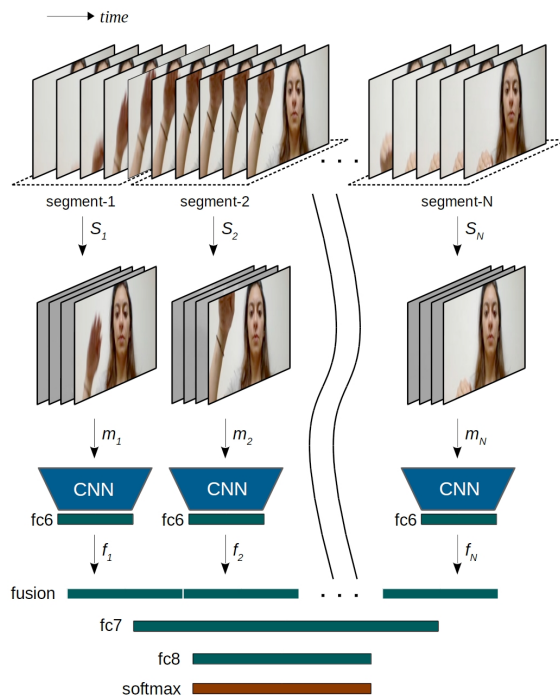 time
. . .
segment-1 segment-2 segment-N
S1 S2 SN
m1 m2 mN
CNN CNN CNN
fc6 fc6 fc6
f1 f2 fN
fusion . . .
fc7
fc8
softmax